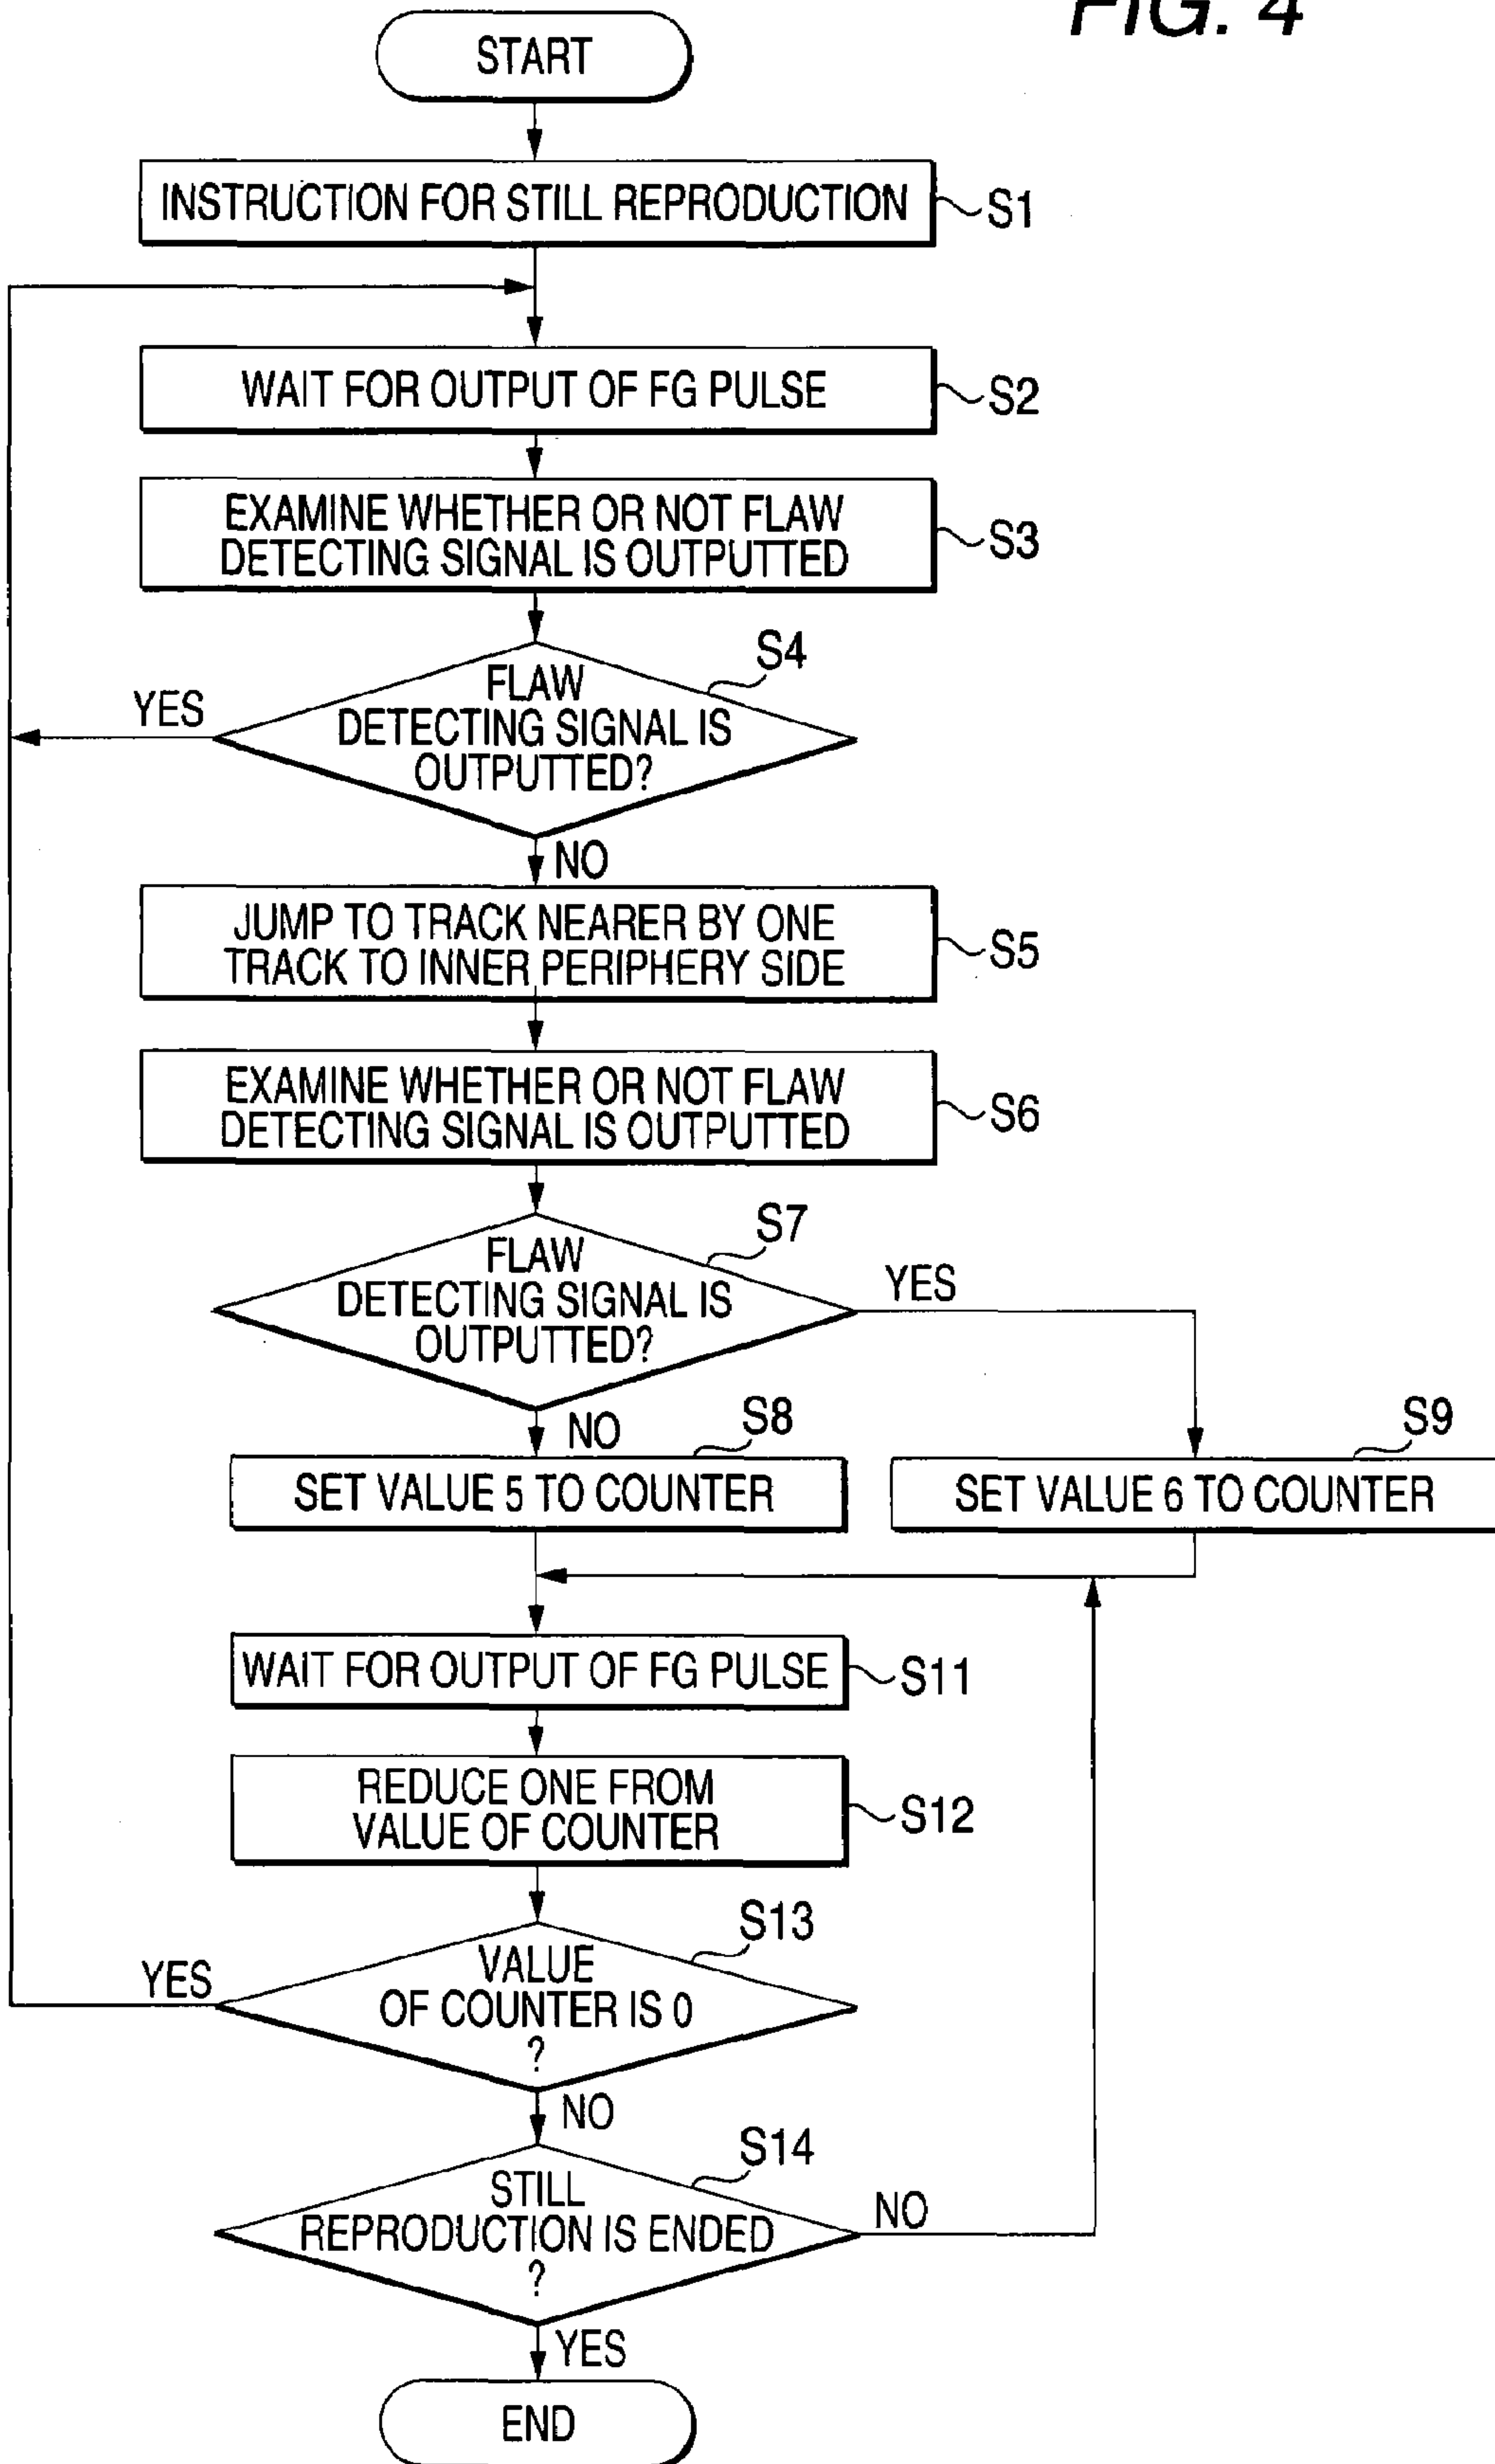 FIG. 4
START
INSTRUCTION FOR STILL REPRODUCTION
S1
WAIT FOR OUTPUT OF FG PULSE
S2
EXAMINE WHETHER OR NOT FLAW
DETECTING SIGNAL IS OUTPUTTED
S3
S4
FLAW
DETECTING SIGNAL IS
OUTPUTTED?
YES
NO
JUMP TO TRACK NEARER BY ONE
TRACK TO INNER PERIPHERY SIDE
S5
EXAMINE WHETHER OR NOT FLAW
DETECTING SIGNAL IS OUTPUTTED
S6
S7
FLAW
DETECTING SIGNAL IS
OUTPUTTED?
YES
NO
S8
SET VALUE 5 TO COUNTER
S9
SET VALUE 6 TO COUNTER
WAIT FOR OUTPUT OF FG PULSE
S11
REDUCE ONE FROM
VALUE OF COUNTER
S12
S13
VALUE
OF COUNTER IS 0
?
YES
NO
S14
STILL
REPRODUCTION IS ENDED
?
NO
YES
END